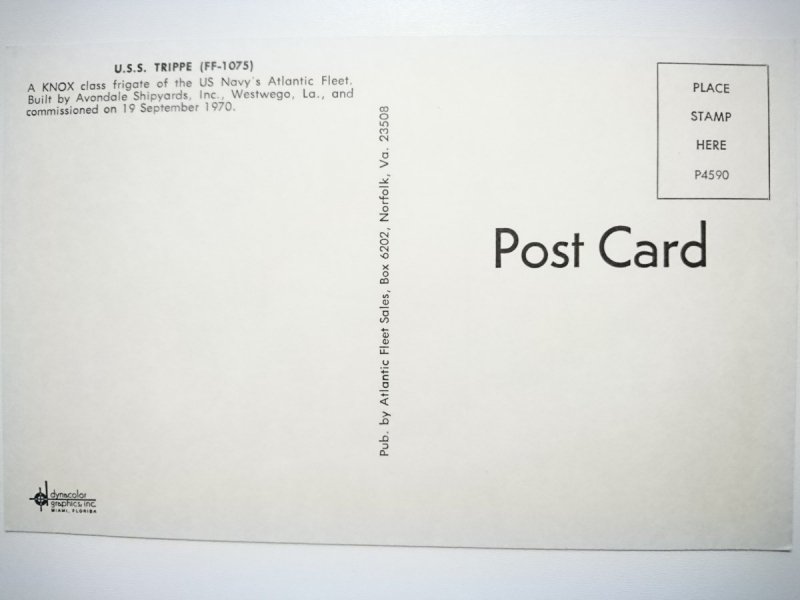 U.S.S. TRIPPE (FF-1075)
A KNOX class frigate of the US Navy's Atlantic Fleet.
Built by Avondale Shipyards, Inc., Westwego, La., and
commissioned on 19 September 1970.
Pub. by Atlantic Fleet Sales, Box 6202, Norfolk, Va. 23508
PLACE
STAMP
HERE
P4590
Post Card
dynacolor
graphics, inc.
MIAMI, FLORIDA